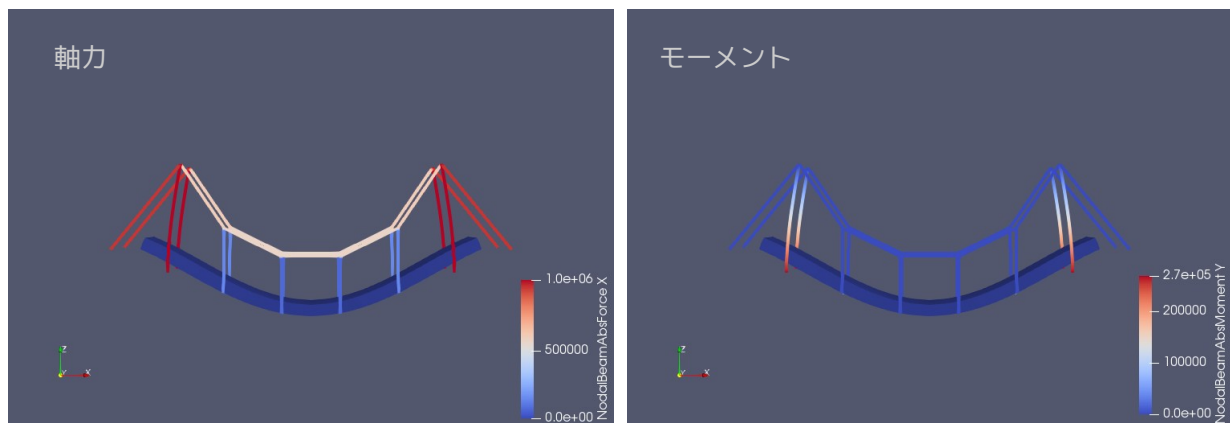 軸力
1.0e+06
500000
0.0e+00
NodalBeamAbsForce X
Z
Y
X
モーメント
2.7e+05
200000
100000
0.0e+00
NodalBeamAbsMoment Y
Z
Y
X